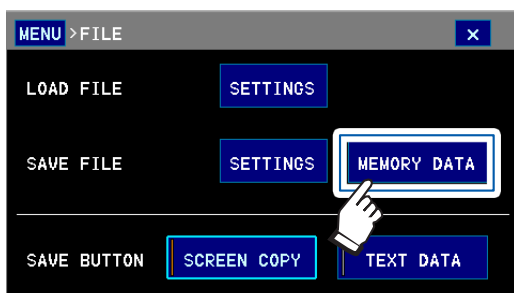 MENU >FILE ×
LOAD FILE SETTINGS
SAVE FILE SETTINGS MEMORY DATA
SAVE BUTTON SCREEN COPY TEXT DATA